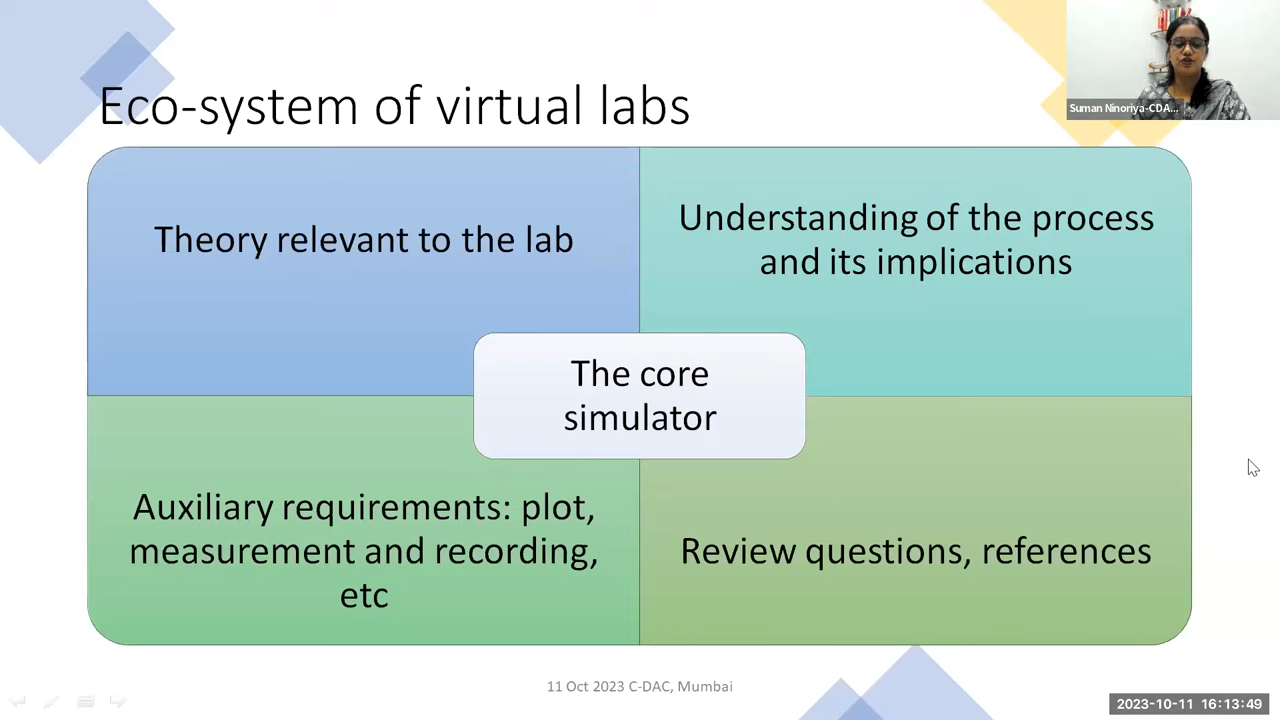 Eco-system of virtual labs
Suman Ninoriya-CDA...
Theory relevant to the lab
Understanding of the process
and its implications
The core
simulator
Auxiliary requirements: plot,
measurement and recording,
etc
Review questions, references
11 Oct 2023 C-DAC, Mumbai
2023-10-11 16:13:49